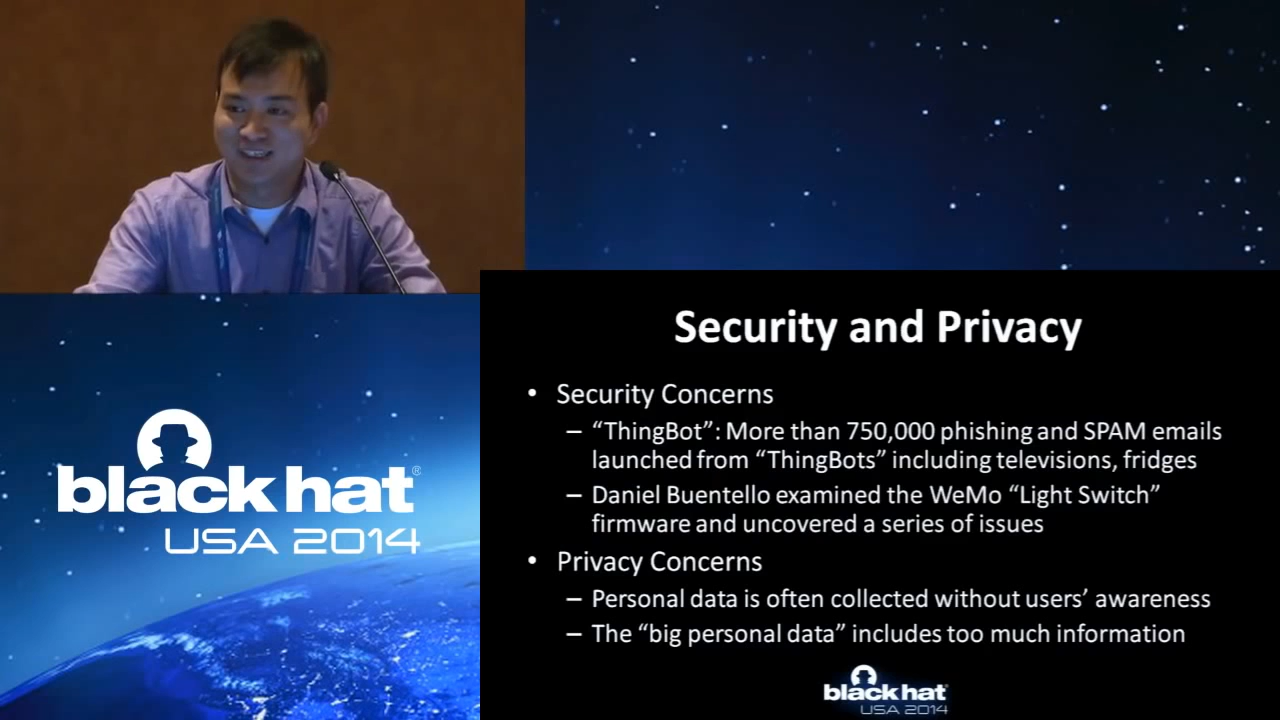 black hat®
USA 2014
Security and Privacy
• Security Concerns
– “ThingBot”: More than 750,000 phishing and SPAM emails
launched from “ThingBots” including televisions, fridges
– Daniel Buentello examined the WeMo “Light Switch”
firmware and uncovered a series of issues
• Privacy Concerns
– Personal data is often collected without users’ awareness
– The “big personal data” includes too much information
black hat
USA 2014